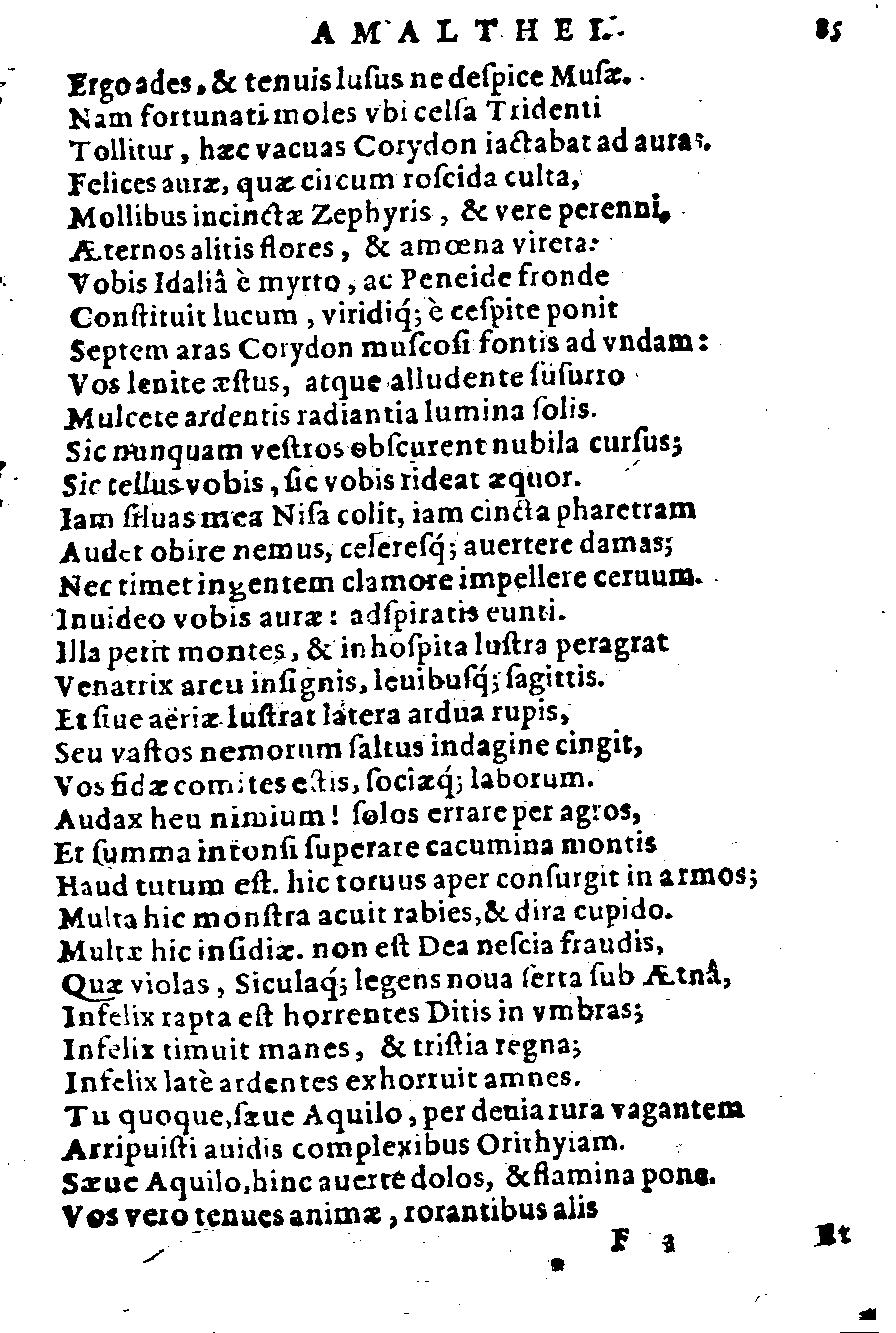 AMALTHEI. 85
Ergo ades, & tenuis luſus ne deſpice Muſæ.
Nam fortunati moles vbi celſa Tridenti
Tollitur, hæc vacuas Corydon iactabat ad auras.
Felices auræ, quæ circum roſcida culta,
Mollibus incinctæ Zephyris, & vere perenni,
Æternos alitis flores, & amœna vireta:
Vobis Idaliâ è myrto, ac Peneide fronde
Conſtituit lucum, viridiq́; è ceſpite ponit
Septem aras Corydon muſcoſi fontis ad vndam:
Vos lenite æſtus, atque alludente ſuſurro
Mulcete ardentis radiantia lumina ſolis.
Sic nunquam veſtros obſcurent nubila curſus;
Sic tellus vobis, ſic vobis rideat æquor.
Iam ſiluas mea Niſa colit, iam cincta pharetram
Audet obire nemus, celereſq́; auertere damas;
Nec timet ingentem clamore impellere ceruum.
Inuideo vobis auræ: adſpiratis eunti.
Illa petit montes, & inhoſpita luſtra peragrat
Venatrix arcu inſignis, leuibuſq́; ſagittis.
Et ſiue aëriæ luſtrat latera ardua rupis,
Seu vaſtos nemorum ſaltus indagine cingit,
Vos fidæ comites eſtis, ſociæq́; laborum.
Audax heu nimium! ſolos errare per agros,
Et ſumma intonſi ſuperare cacumina montis
Haud tutum eſt. hic toruus aper conſurgit in armos;
Multa hic monſtra acuit rabies, & dira cupido.
Multæ hic inſidiæ. non eſt Dea neſcia fraudis,
Quæ violas, Siculaq́; legens noua ſerta ſub Ætnâ,
Infelix rapta eſt horrentes Ditis in vmbras;
Infelix timuit manes, & triſtia regna;
Infelix latè ardentes exhorruit amnes.
Tu quoque, ſæue Aquilo, per deuia rura vagantem
Arripuiſti auidis complexibus Orithyiam.
Sæue Aquilo, hinc auerte dolos, & flamina pone.
Vos vero tenues animæ, rorantibus alis
F 2 Et